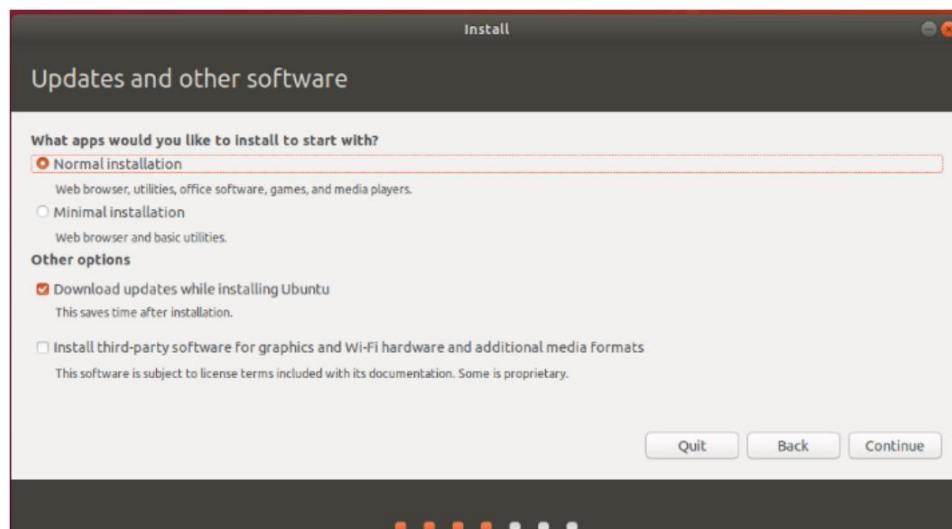 Install
Updates and other software
What apps would you like to install to start with?
Normal installation
Web browser, utilities, office software, games, and media players.
Minimal installation
Web browser and basic utilities.
Other options
Download updates while installing Ubuntu
This saves time after installation.
Install third-party software for graphics and Wi-Fi hardware and additional media formats
This software is subject to license terms included with its documentation. Some is proprietary.
Quit Back Continue